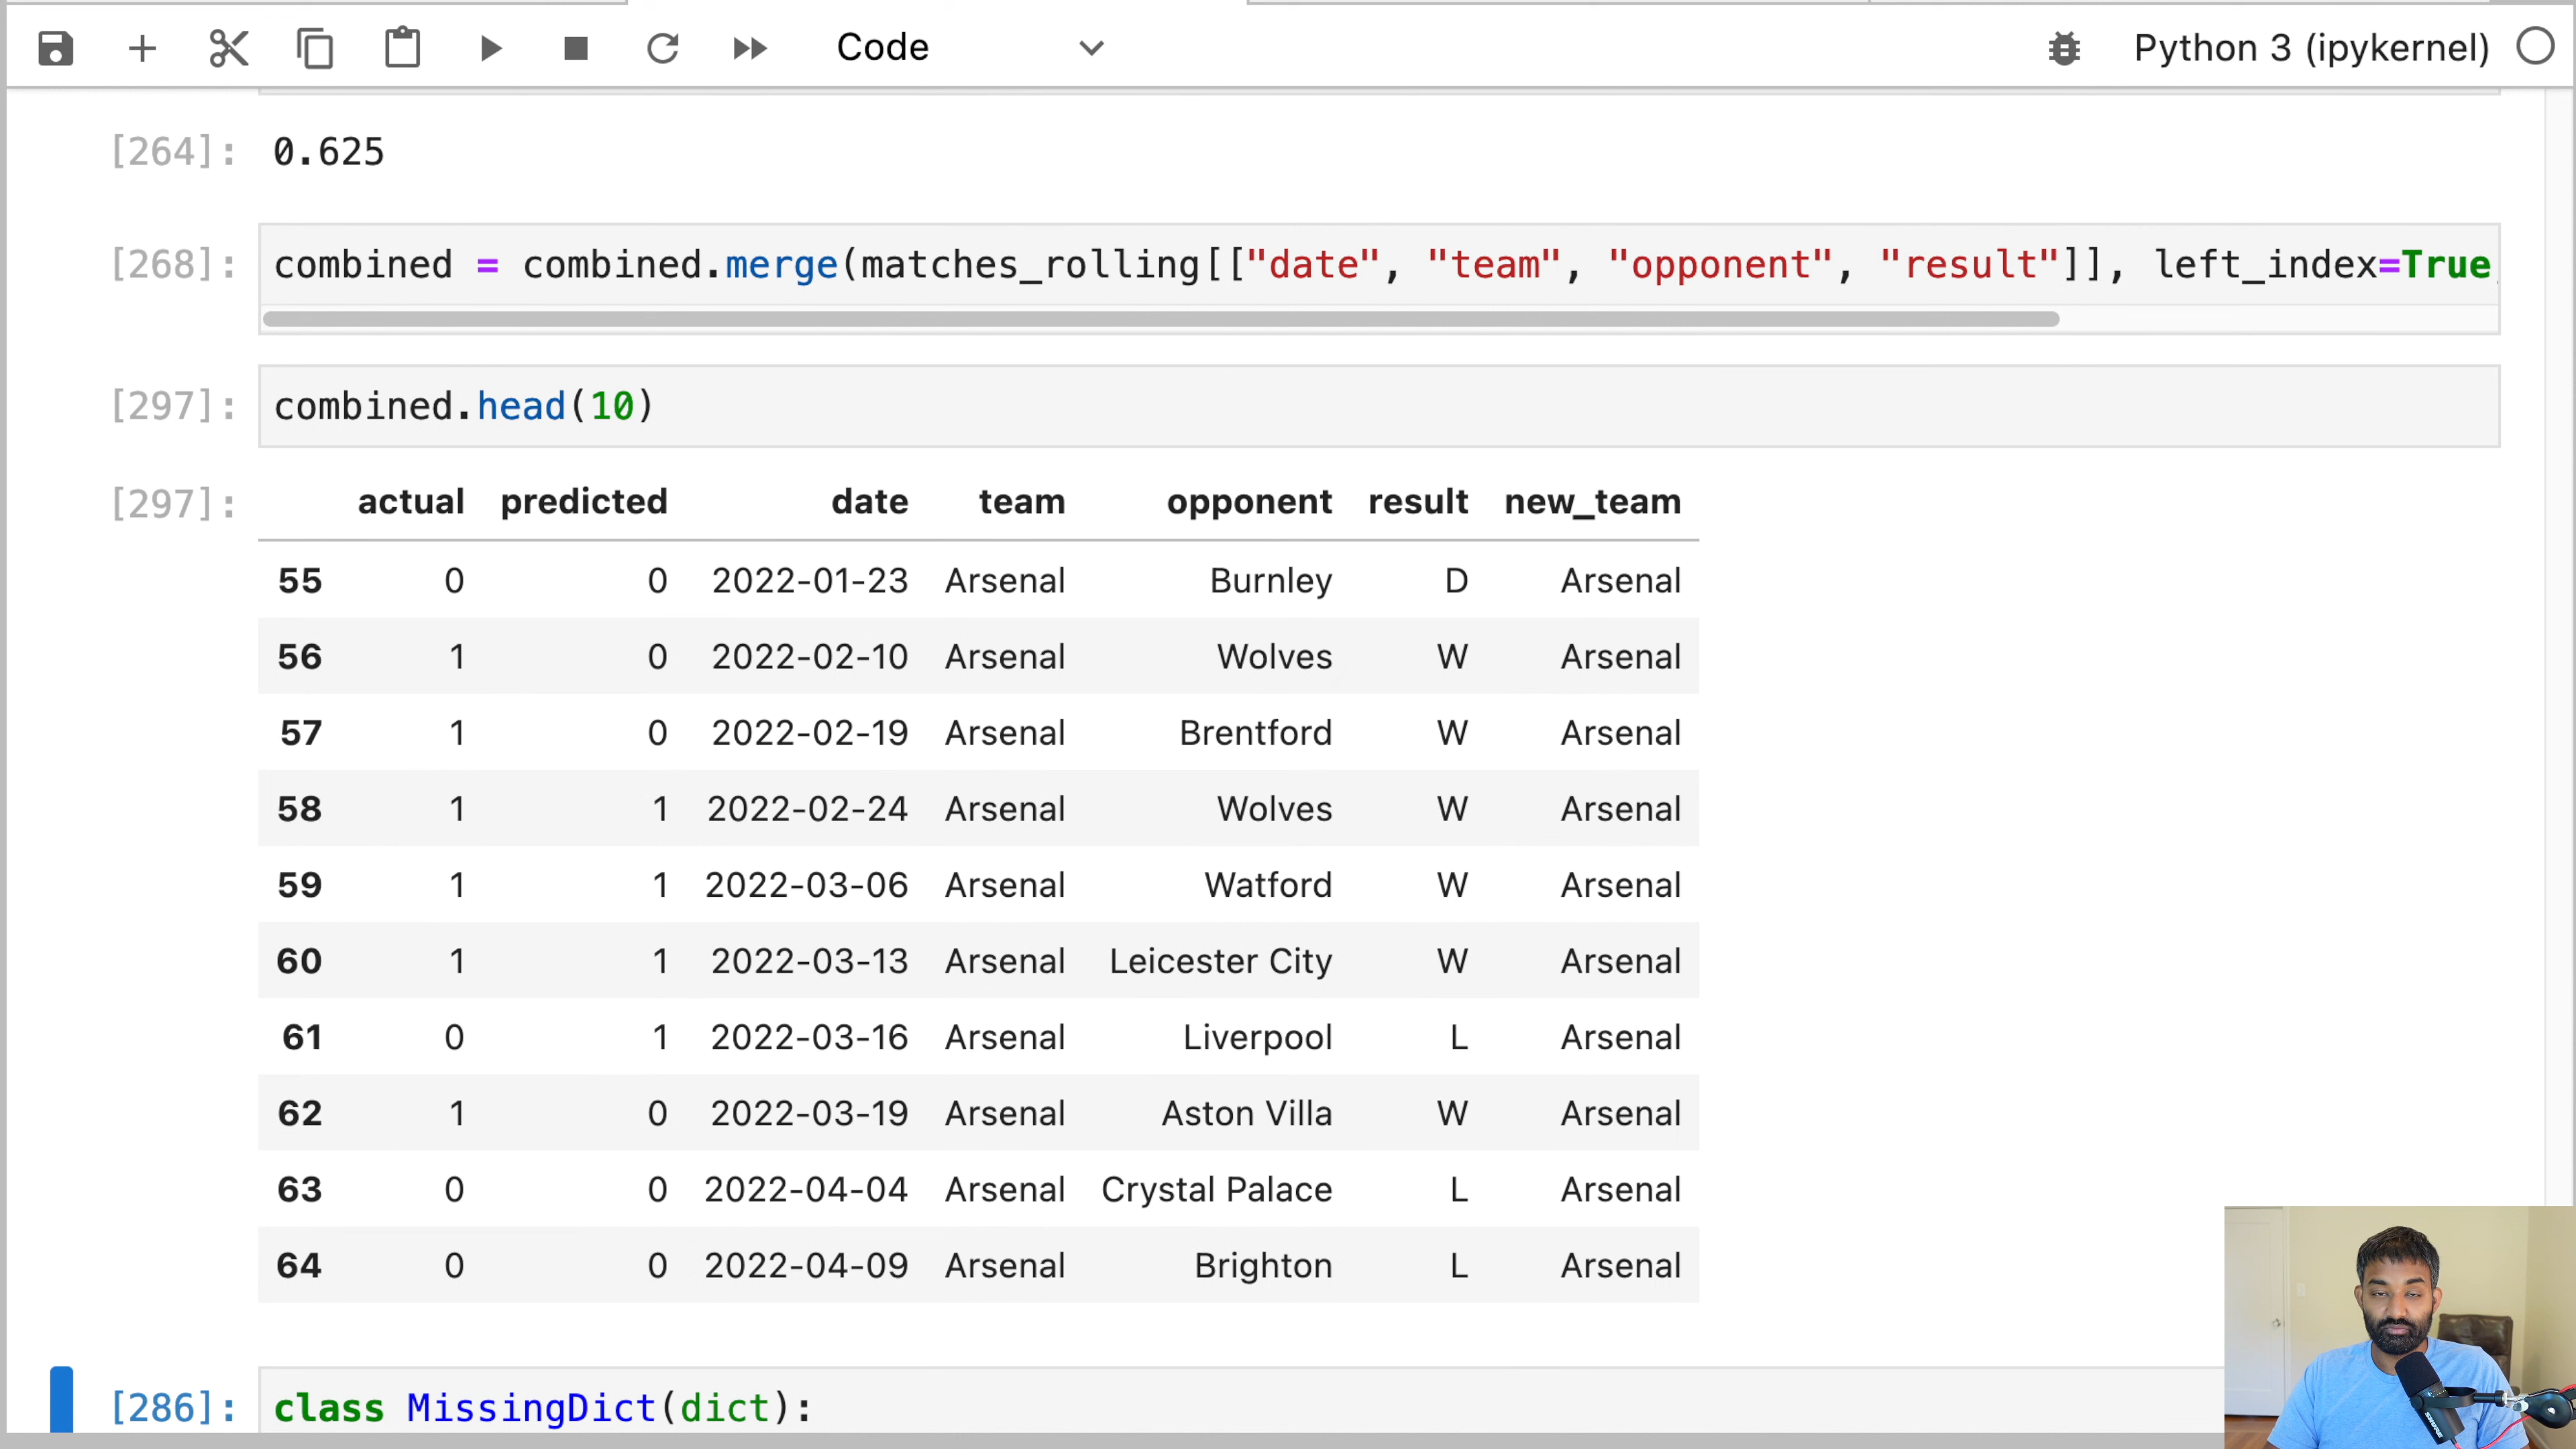 Code Python 3 (ipykernel)
[264]: 0.625
[268]: combined = combined.merge(matches_rolling[["date", "team", "opponent", "result"]], left_index=True
[297]: combined.head(10)
[297]: actual predicted date team opponent result new_team
55 0 0 2022-01-23 Arsenal Burnley D Arsenal
56 1 0 2022-02-10 Arsenal Wolves W Arsenal
57 1 0 2022-02-19 Arsenal Brentford W Arsenal
58 1 1 2022-02-24 Arsenal Wolves W Arsenal
59 1 1 2022-03-06 Arsenal Watford W Arsenal
60 1 1 2022-03-13 Arsenal Leicester City W Arsenal
61 0 1 2022-03-16 Arsenal Liverpool L Arsenal
62 1 0 2022-03-19 Arsenal Aston Villa W Arsenal
63 0 0 2022-04-04 Arsenal Crystal Palace L Arsenal
64 0 0 2022-04-09 Arsenal Brighton L Arsenal
[286]: class MissingDict(dict):